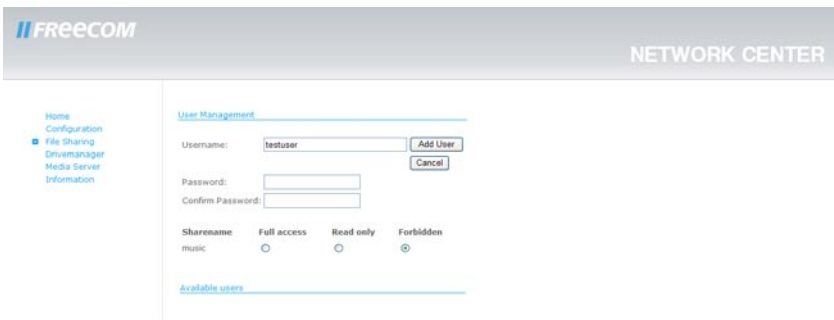 FREECOM
NETWORK CENTER
Home
Configuration
File Sharing
Drivemanager
Media Server
Information
User Management
Username: testuser Add User
Cancel
Password:
Confirm Password:
Sharename Full access Read only Forbidden
music
Available users